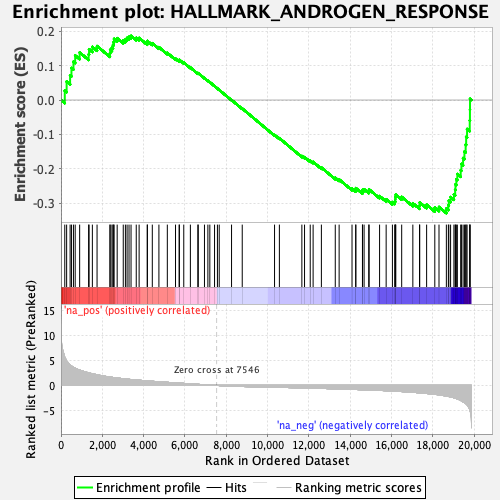 Enrichment plot: HALLMARK_ANDROGEN_RESPONSE
Enrichment score (ES)
0.2
0.1
0.0
-0.1
-0.2
-0.3
'na_pos' (positively correlated)
Ranked list metric (PreRanked)
15
10
5
0
-5
Zero cross at 7546
'na_neg' (negatively correlated)
0
2,000
4,000
6,000
8,000
10,000
12,000
14,000
16,000
18,000
20,000
Rank in Ordered Dataset
Enrichment profile
Hits
Ranking metric scores